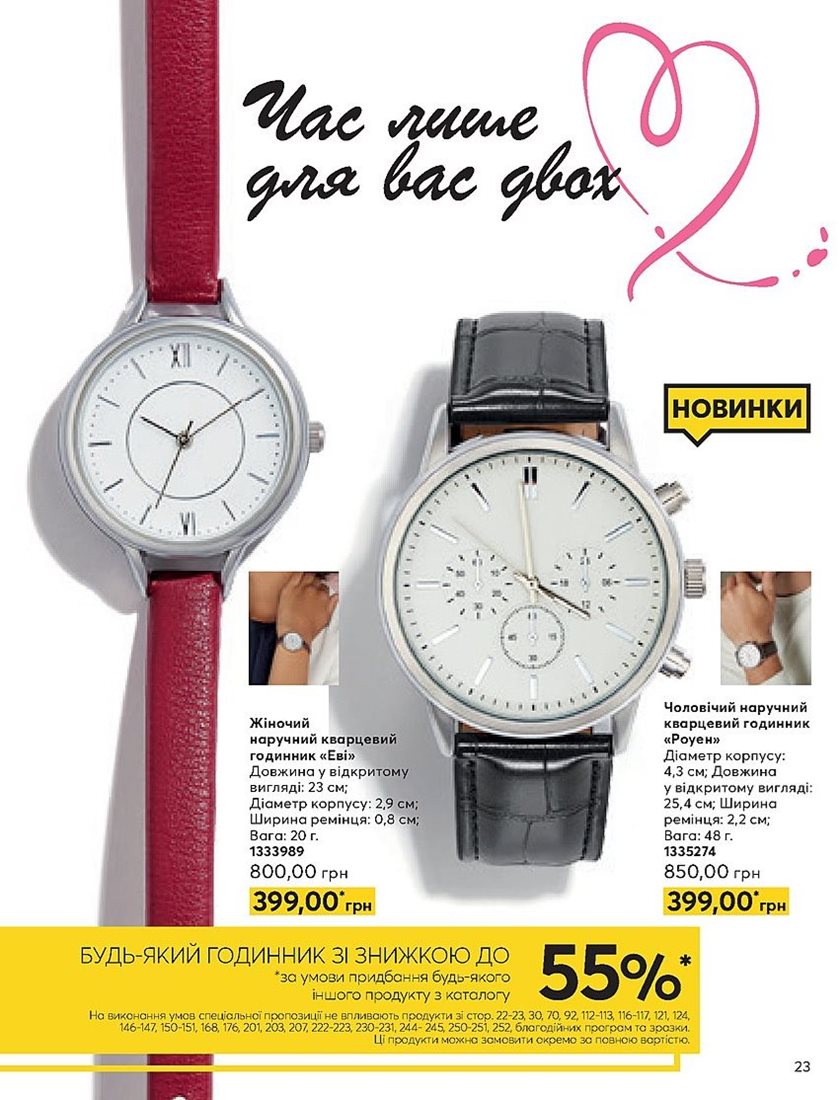 Час лише
для вас двох
НОВИНКИ
XII
VI
Жіночий
наручний кварцевий
годинник «Еві»
Довжина у відкритому
вигляді: 23 см;
Діаметр корпусу: 2,9 см;
Ширина ремінця: 0,8 см;
Вага: 20 г.
1333989
800,00 грн
399,00*грн
Чоловічий наручний
кварцевий годинник
«Роуен»
Діаметр корпусу:
4,3 см; Довжина
у відкритому вигляді:
25,4 см; Ширина
ремінця: 2,2 см;
Вага: 48 г.
1335274
850,00 грн
399,00*грн
БУДЬ-ЯКИЙ ГОДИННИК ЗІ ЗНИЖКОЮ ДО
55%*
*за умови придбання будь-якого
іншого продукту з каталогу
На виконання умов спеціальної пропозиції не впливають продукти зі стор. 22-23, 30, 70, 92, 112-113, 116-117, 121, 124,
146-147, 150-151, 168, 176, 201, 203, 207, 222-223, 230-231, 244- 245, 250-251, 252, благодійних програм та зразки.
Ці продукти можна замовити окремо за повною вартістю.
23